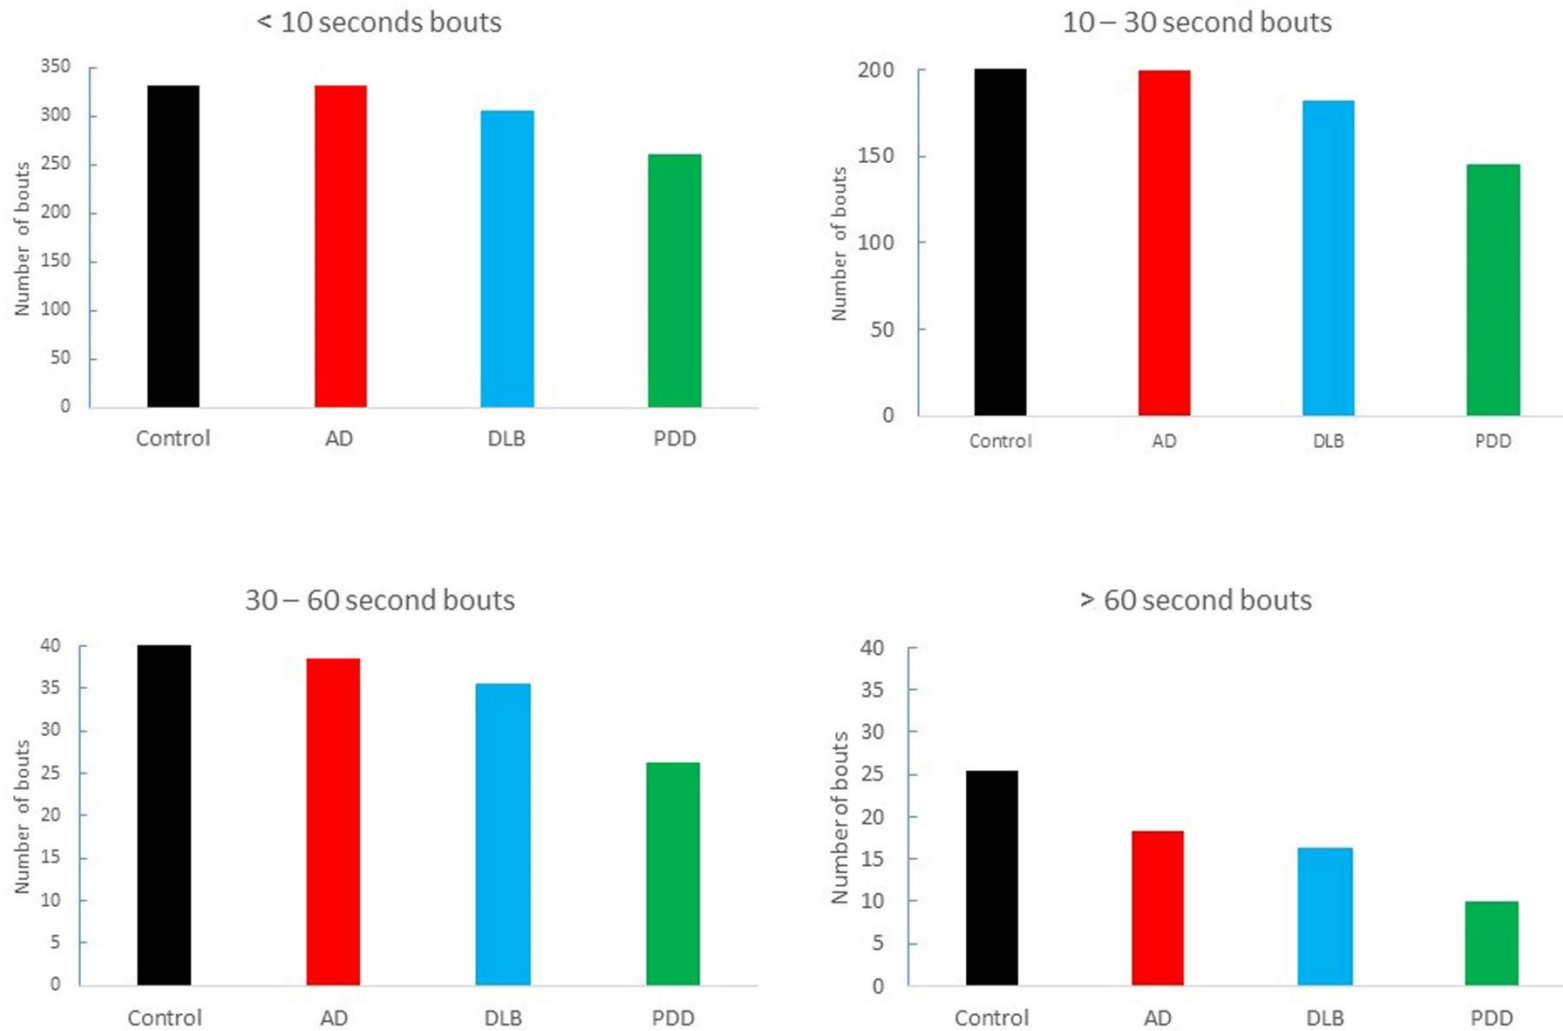 < 10 seconds bouts
Number of bouts
350
300
250
200
150
100
50
0
Control AD DLB PDD
10 – 30 second bouts
Number of bouts
200
150
100
50
0
Control AD DLB PDD
30 – 60 second bouts
Number of bouts
40
35
30
25
20
15
10
5
0
Control AD DLB PDD
> 60 second bouts
Number of bouts
40
35
30
25
20
15
10
5
0
Control AD DLB PDD